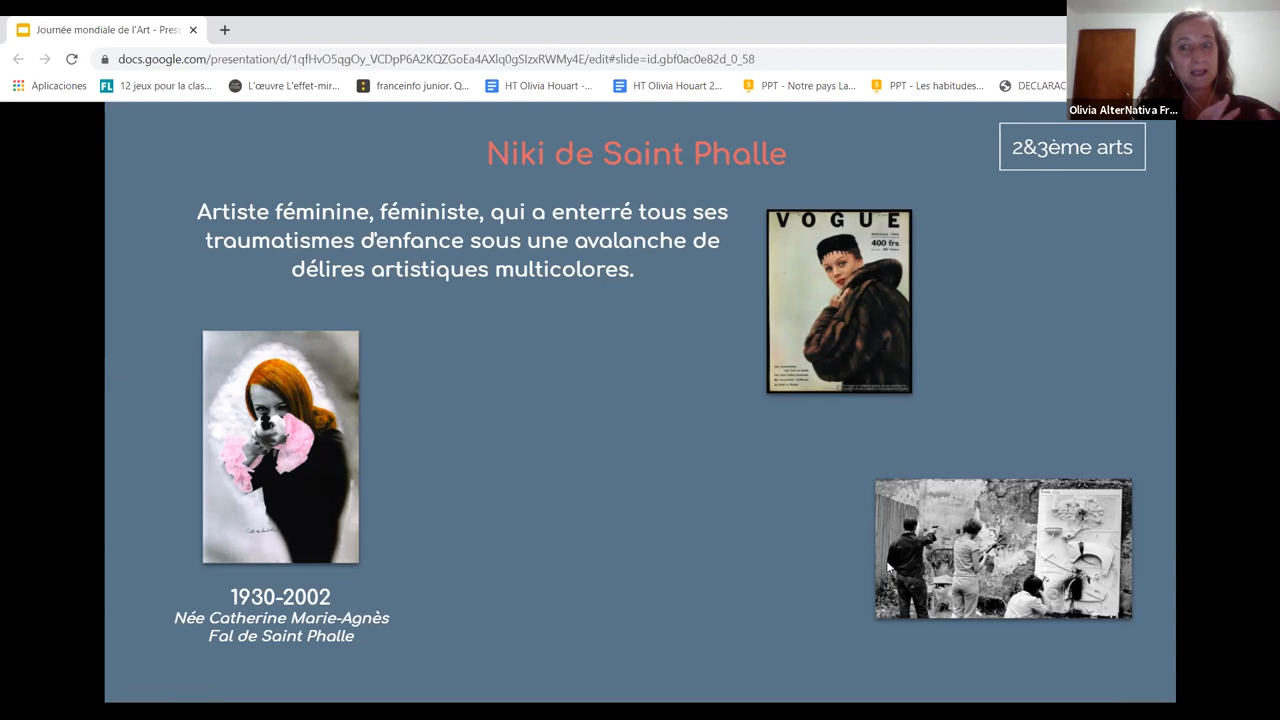 Journée mondiale de l'Art - Prese
docs.google.com/presentation/d/1qfHvO5qgOy_VCDpP6A2KQZGoEa4AXlq0gSIzxRWMy4E/edit#slide=id.gbf0ac0e82d_0_58
Aplicaciones
12 jeux pour la clas...
L'œuvre L'effet-mir...
franceinfo junior. Q...
HT Olivia Houart -...
HT Olivia Houart 2...
PPT - Notre pays La...
PPT - Les habitudes...
DECLARAC
Olivia AlterNativa Fr...
Niki de Saint Phalle
2&3ème arts
Artiste féminine, féministe, qui a enterré tous ses
traumatismes d'enfance sous une avalanche de
délires artistiques multicolores.
VOGUE
400 frs
1930-2002
Née Catherine Marie-Agnès
Fal de Saint Phalle